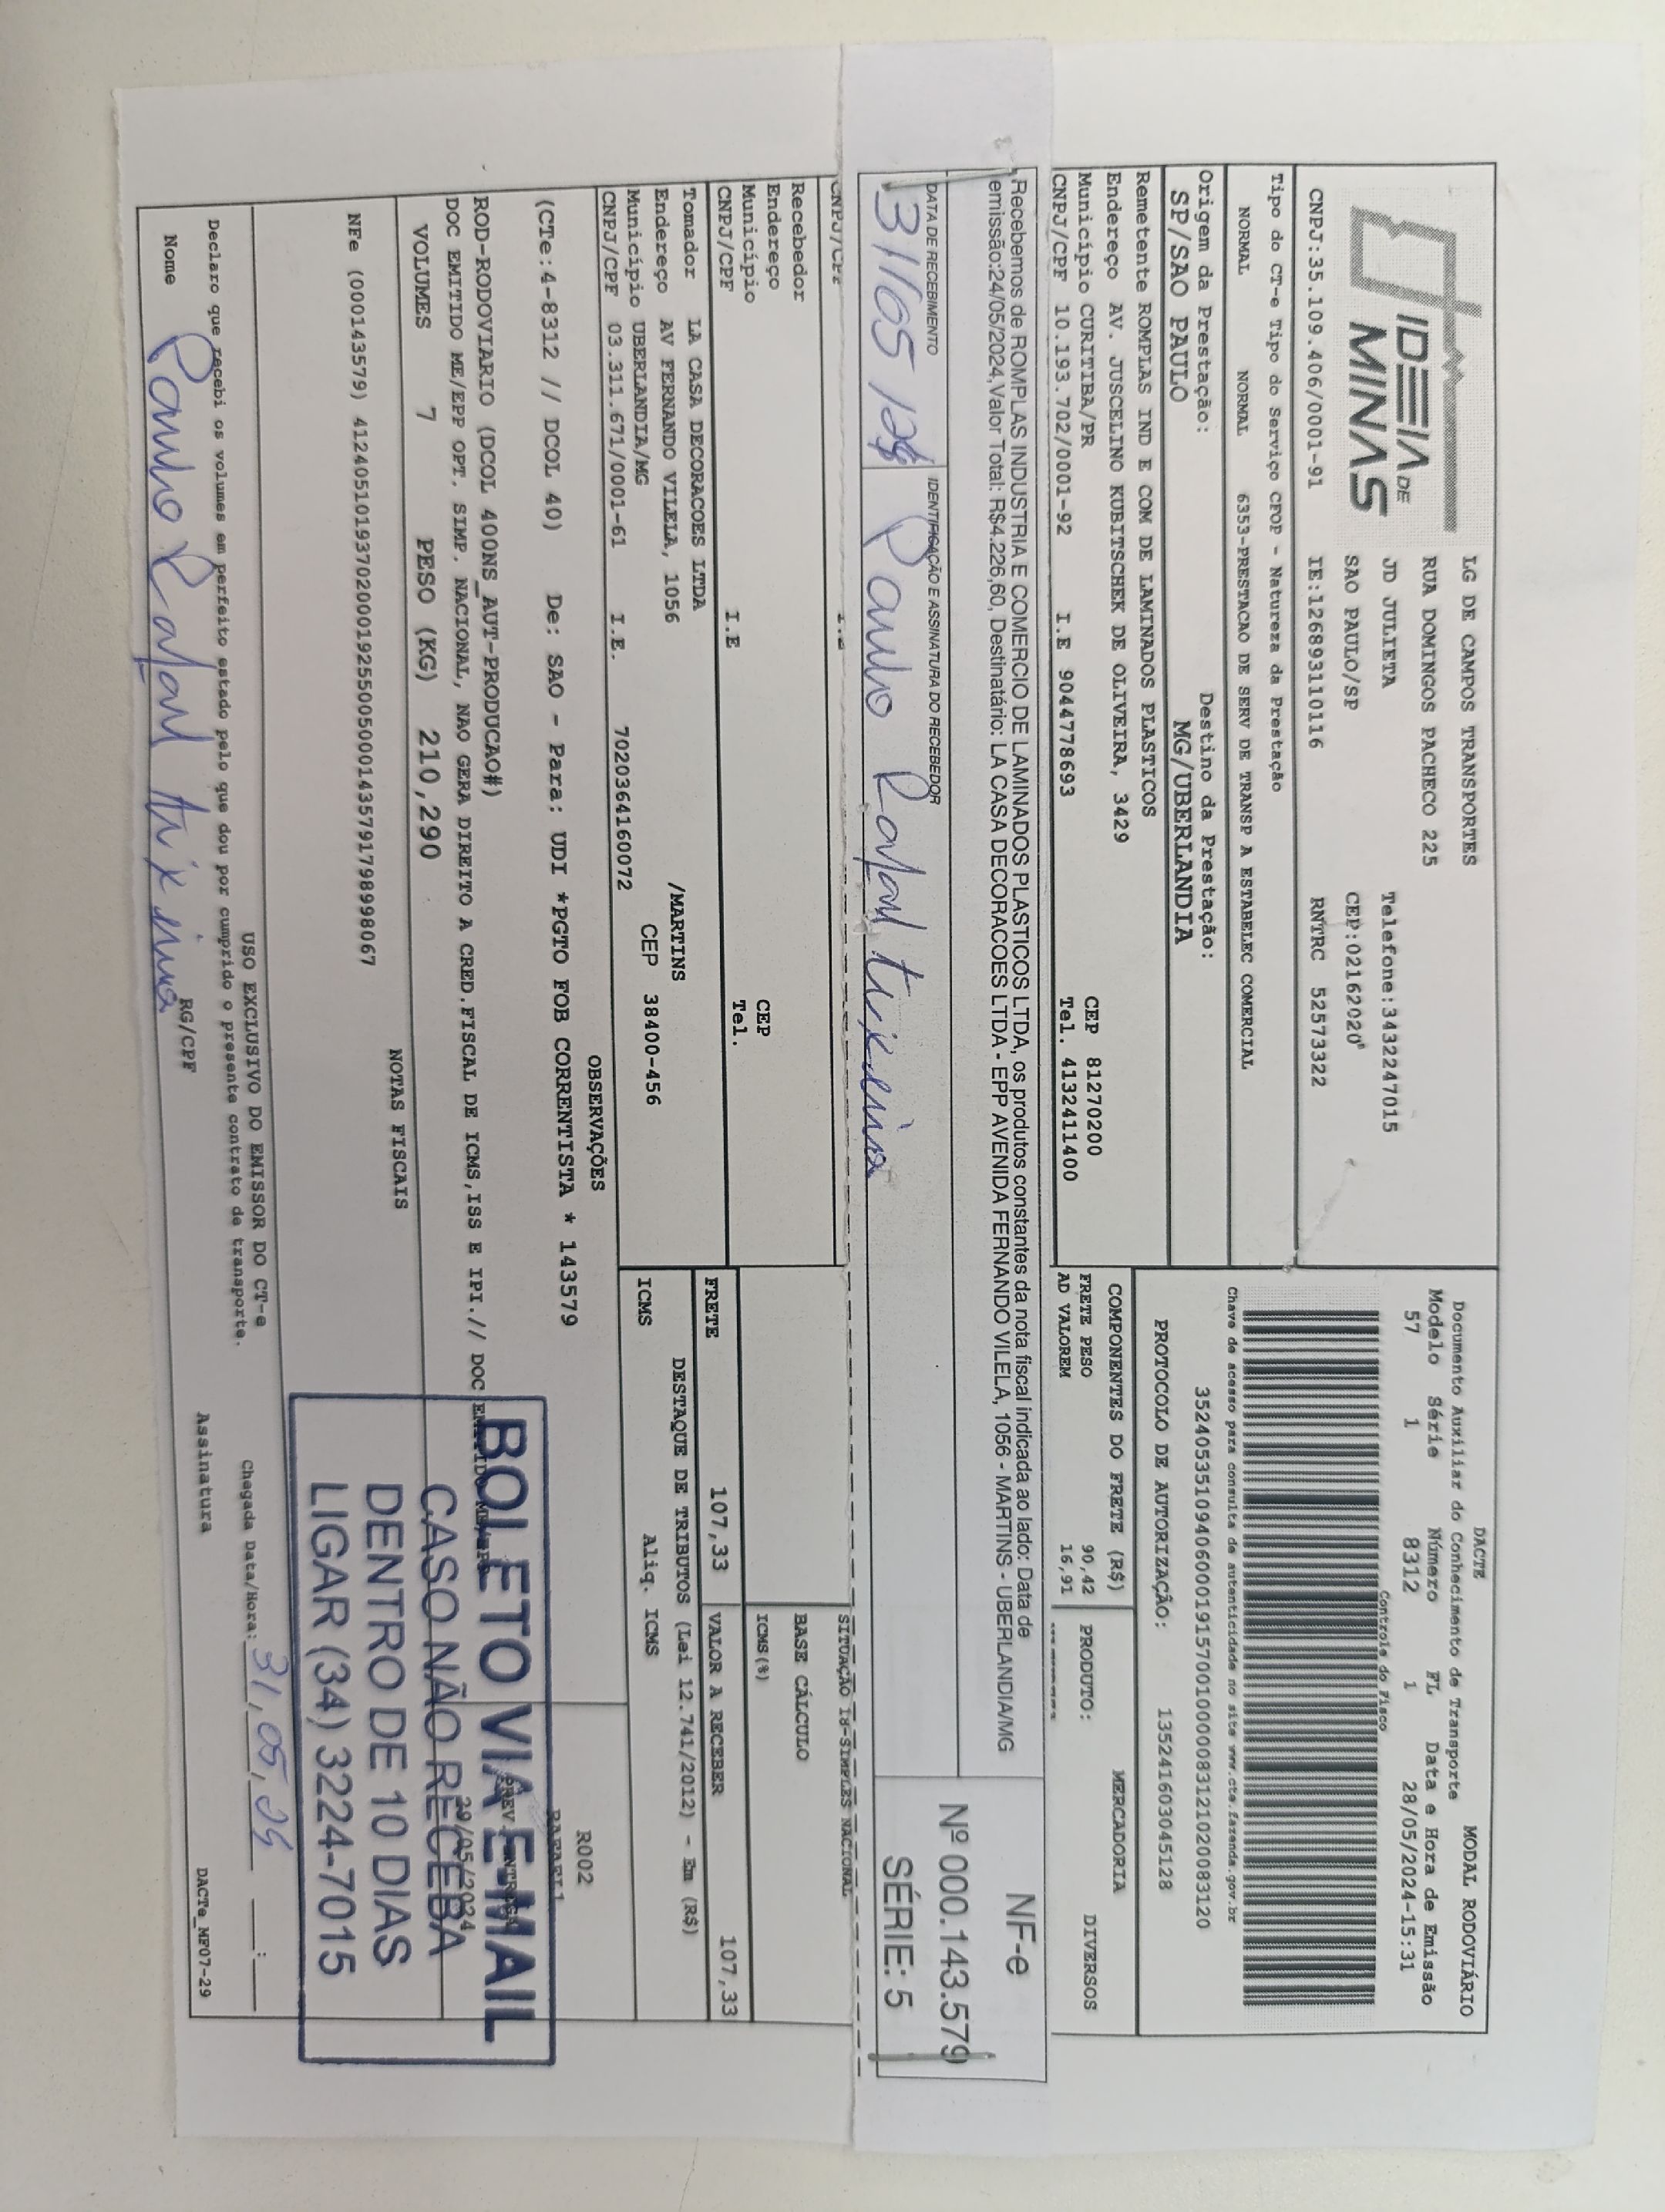 IDEIA DE
MINAS
LG DE CAMPOS TRANSPORTES
RUA DOMINGOS PACHECO 225
JD JULIETA Telefone:3432247015
SAO PAULO/SP CEP:02162020
CNPJ:35.109.406/0001-91 IE:126893110116 RNTRC 52573322
DACTE MODAL RODOVIÁRIO
Documento Auxiliar do Conhecimento de Transporte
Modelo Série Número FL Data e Hora de Emissão
57 1 8312 1 28/05/2024-15:31
Controle do Fisco
Chave de acesso para consulta de autenticidade no site www.cte.fazenda.gov.br
35240535109406000191570010000083121020083120
PROTOCOLO DE AUTORIZAÇÃO: 135241603045128
Tipo do CT-e Tipo do Serviço CFOP - Natureza da Prestação
NORMAL NORMAL 6353-PRESTACAO DE SERV DE TRANSP A ESTABELEC COMERCIAL
Origem da Prestação: Destino da Prestação:
SP/SAO PAULO MG/UBERLANDIA
Remetente ROMPLAS IND E COM DE LAMINADOS PLASTICOS
Endereço AV. JUSCELINO KUBITSCHEK DE OLIVEIRA, 3429
Município CURITIBA/PR CEP 81270200
CNPJ/CPF 10.193.702/0001-92 I.E 9044778693 Tel. 4132411400
COMPONENTES DO FRETE (R$) MERCADORIA
FRETE PESO 90,42 PRODUTO: DIVERSOS
AD VALOREM 16,91
Recebemos de ROMPLAS INDUSTRIA E COMERCIO DE LAMINADOS PLASTICOS LTDA, os produtos constantes da nota fiscal indicada ao lado: Data de
emissão:24/05/2024,Valor Total: R$4.226,60, Destinatário: LA CASA DECORACOES LTDA - EPP AVENIDA FERNANDO VILELA, 1056 - MARTINS - UBERLANDIA/MG
NF-e
Nº 000.143.579
SÉRIE: 5
DATA DE RECEBIMENTO IDENTIFICAÇÃO E ASSINATURA DO RECEBEDOR
31/05/24 Paulo Rafael
CNPJ/CPF
SITUAÇÃO 18-SIMPLES NACIONAL
Recebedor
Endereço
Município CEP
CNPJ/CPF I.E Tel.
BASE CÁLCULO
ICMS(%)
Tomador LA CASA DECORACOES LTDA
Endereço AV FERNANDO VILELA, 1056 /MARTINS
Município UBERLANDIA/MG CEP 38400-456
CNPJ/CPF 03.311.671/0001-61 I.E. 7020364160072
FRETE 107,33 VALOR A RECEBER 107,33
DESTAQUE DE TRIBUTOS (Lei 12.741/2012) - Em (R$)
ICMS Aliq. ICMS
OBSERVAÇÕES
R002
(CTe:4-8312 // DCOL 40) De: SAO - Para: UDI *PGTO FOB CORRENTISTA * 143579
ROD-RODOVIARIO (DCOL 400NS_AUT-PRODUCAO#)
DOC EMITIDO ME/EPP OPT. SIMP. NACIONAL, NAO GERA DIREITO A CRED.FISCAL DE ICMS,ISS E IPI.// DOC EMITIDO
29/05/2024
VOLUMES 7 PESO (KG) 210,290
NOTAS FISCAIS
NFe (000143579) 41240510193702000192550050001435791798998067
BOLETO VIA E-MAIL
CASO NÃO RECEBA
DENTRO DE 10 DIAS
LIGAR (34) 3224-7015
USO EXCLUSIVO DO EMISSOR DO CT-e
Declaro que recebi os volumes em perfeito estado pelo que dou por cumprido o presente contrato de transporte.
Chegada Data/Hora: 31,05,24 __:__
Nome Paulo Rafael RG/CPF Assinatura
DACTe_MF07-29